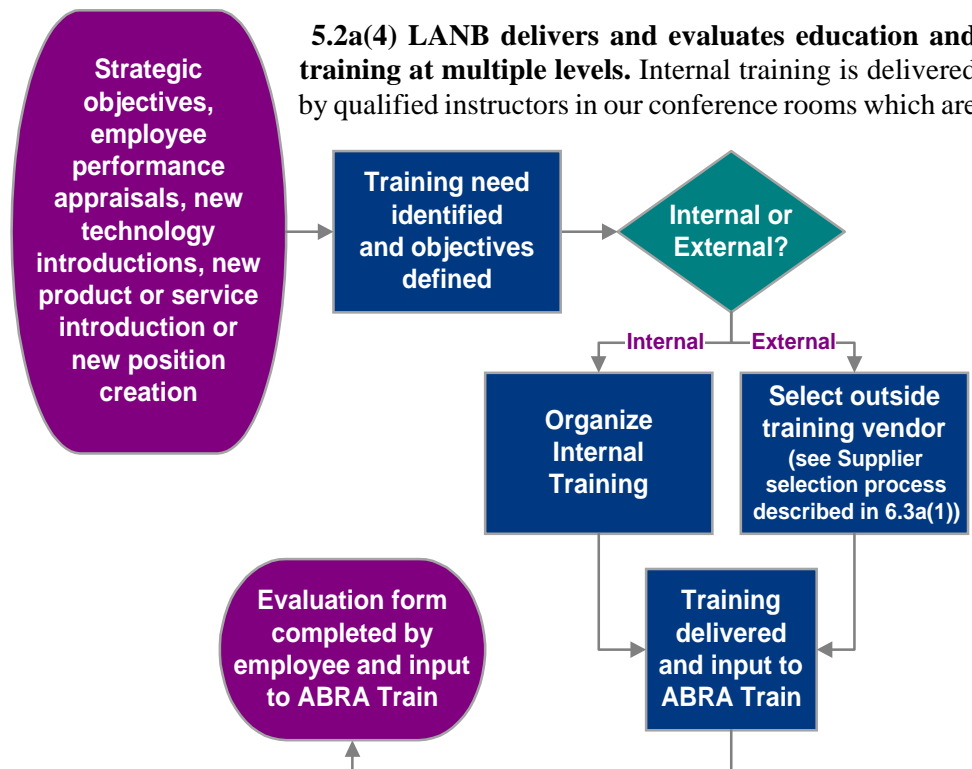 5.2a(4) LANB delivers and evaluates education and
training at multiple levels. Internal training is delivered
by qualified instructors in our conference rooms which are
Strategic
objectives,
employee
performance
appraisals, new
technology
introductions, new
product or service
introduction or
new position
creation
Training need
identified
and objectives
defined
Internal or
External?
Internal
External
Organize
Internal
Training
Select outside
training vendor
(see Supplier
selection process
described in 6.3a(1))
Training
delivered
and input to
ABRA Train
Evaluation form
completed by
employee and input
to ABRA Train